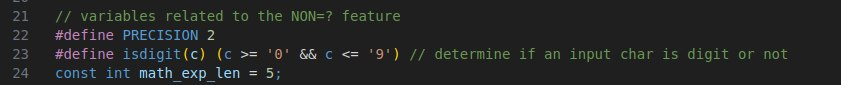 21 // variables related to the NON=? feature
22 #define PRECISION 2
23 #define isdigit(c) (c >= '0' && c <= '9') // determine if an input char is digit or not
24 const int math_exp_len = 5;